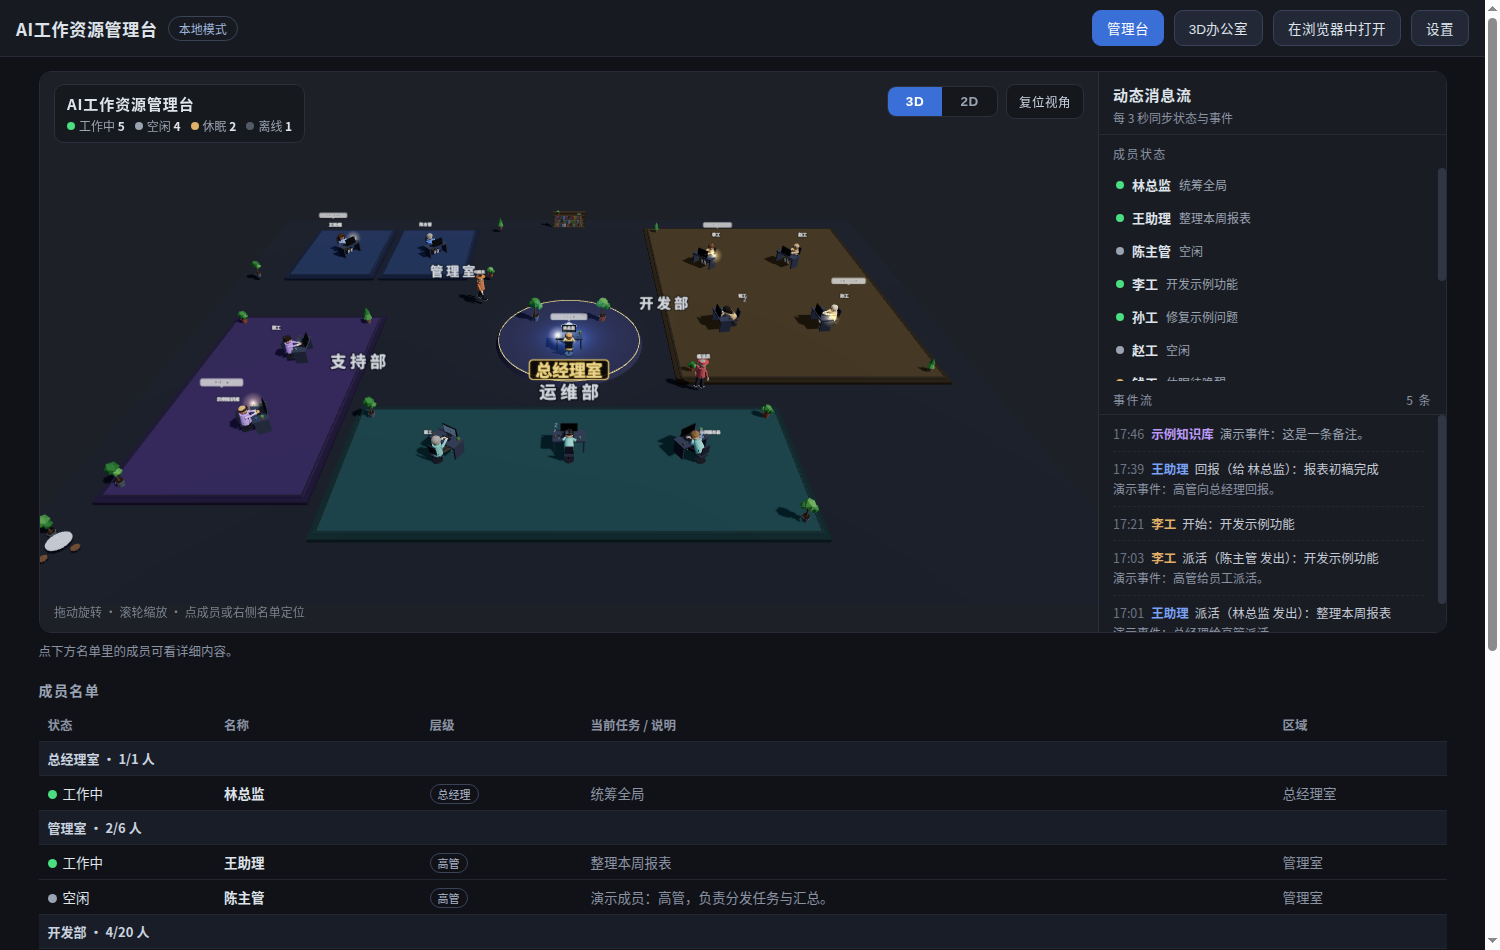 AI工作资源管理台 本地模式 管理台 3D办公室 在浏览器中打开 设置
AI工作资源管理台
工作中 5 空闲 4 休眠 2 离线 1
3D 2D 复位视角
管理室
开发部
支持部
总经理室
运维部
拖动旋转 · 滚轮缩放 · 点成员或右侧名单定位
动态消息流
每 3 秒同步状态与事件
成员状态
林总监 统筹全局
王助理 整理本周报表
陈主管 空闲
李工 开发示例功能
孙工 修复示例问题
赵工 空闲
事件流 5 条
17:46 示例知识库 演示事件：这是一条备注。
17:39 王助理 回报（给 林总监）：报表初稿完成
演示事件：高管向总经理回报。
17:21 李工 开始：开发示例功能
17:03 李工 派活（陈主管 发出）：开发示例功能
演示事件：高管给员工派活。
17:01 王助理 派活（林总监 发出）：整理本周报表
点下方名单里的成员可看详细内容。
成员名单
状态 名称 层级 当前任务 / 说明 区域
总经理室 · 1/1 人
工作中 林总监 总经理 统筹全局 总经理室
管理室 · 2/6 人
工作中 王助理 高管 整理本周报表 管理室
空闲 陈主管 高管 演示成员：高管，负责分发任务与汇总。 管理室
开发部 · 4/20 人